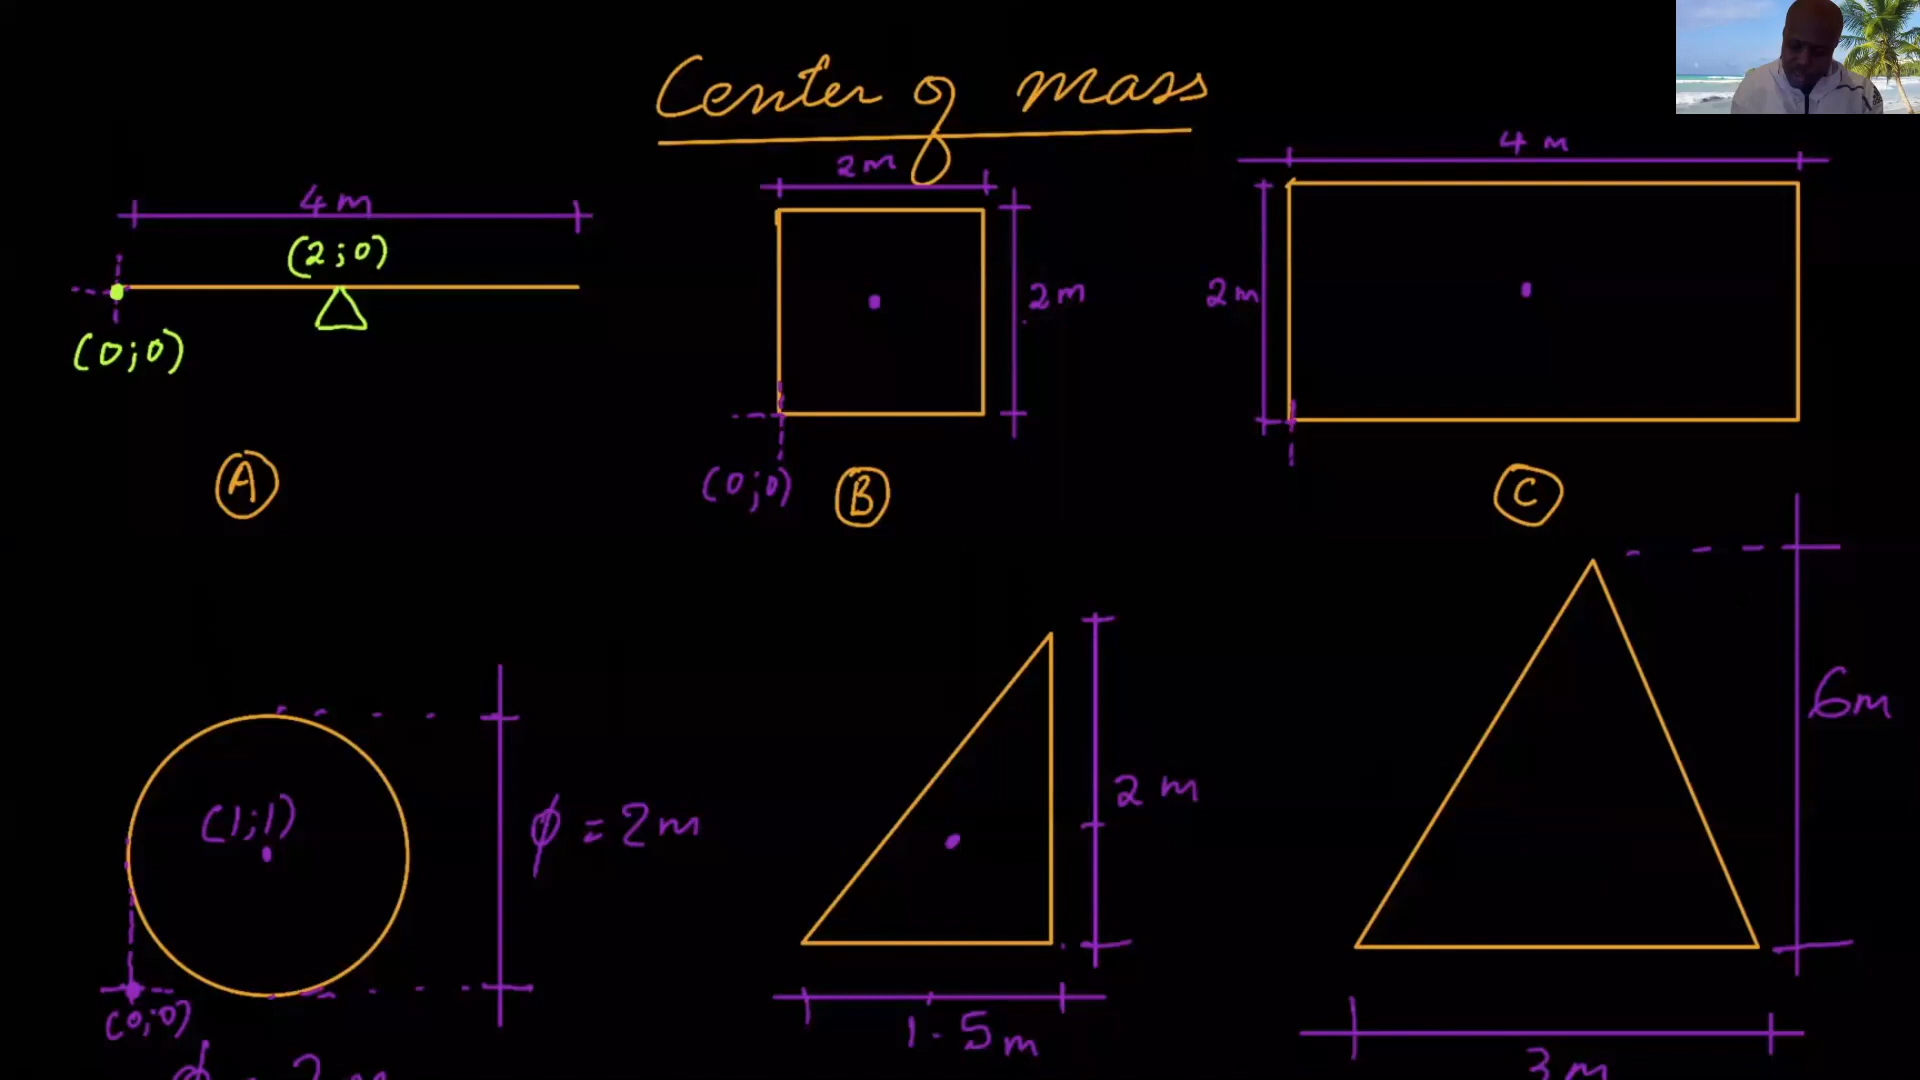 Center of mass
4 m
(2;0)
(0;0)
A
2m
2m
(0;0)
B
4 m
2m
C
(1;1)
(0;0)
ϕ = 2m
2 m
1.5m
6m
3m